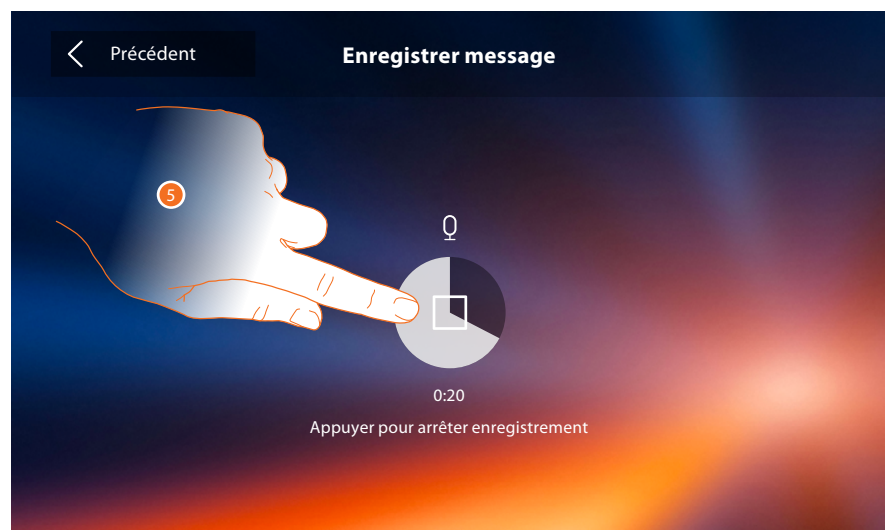 Précédent
Enregistrer message
5
0:20
Appuyer pour arrêter enregistrement